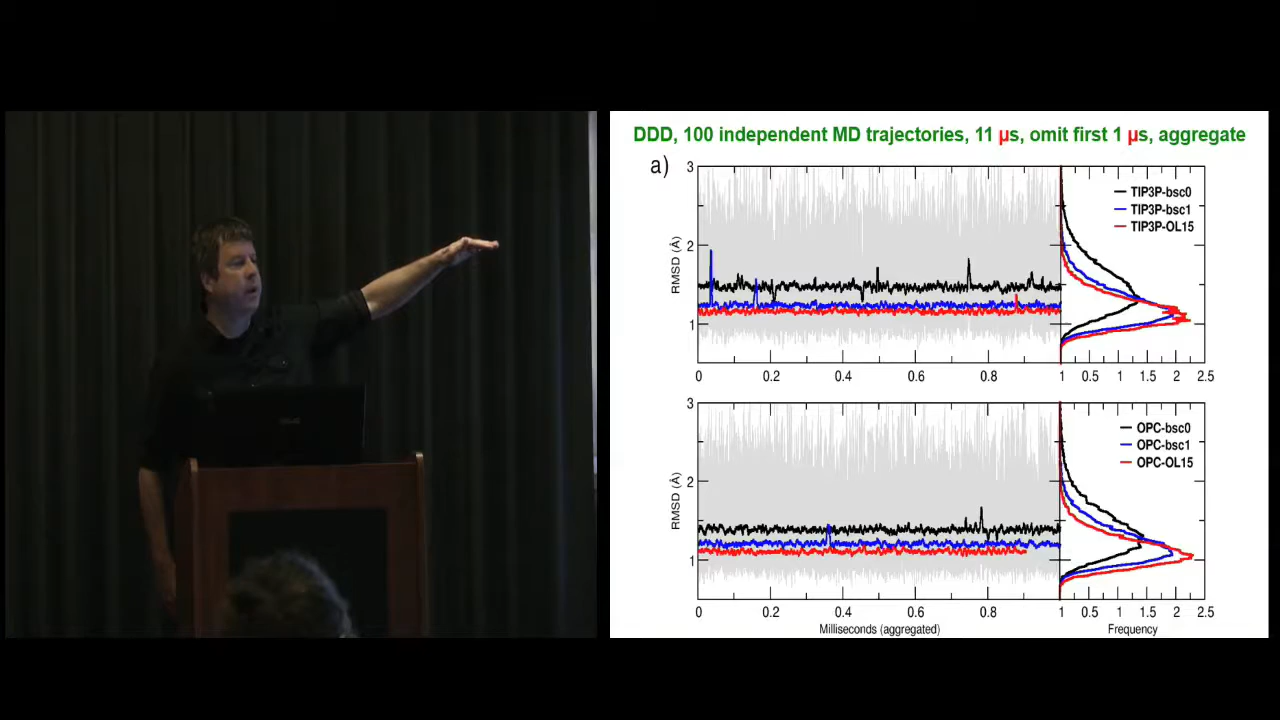 DDD, 100 independent MD trajectories, 11 µs, omit first 1 µs, aggregate
a)
3
2
1
RMSD (Å)
TIP3P-bsc0
TIP3P-bsc1
TIP3P-OL15
0 0.2 0.4 0.6 0.8 1 0.5 1 1.5 2 2.5
3
2
1
RMSD (Å)
OPC-bsc0
OPC-bsc1
OPC-OL15
0 0.2 0.4 0.6 0.8 1 0.5 1 1.5 2 2.5
Milliseconds (aggregated) Frequency